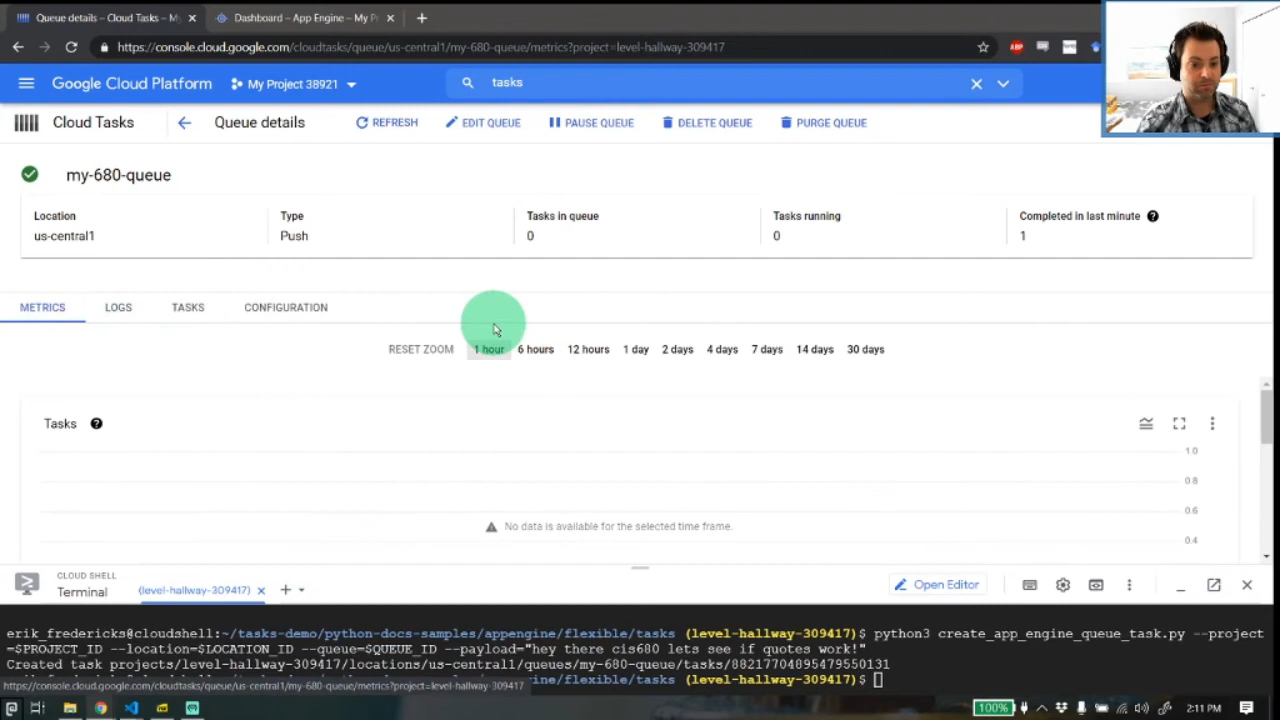 Queue details – Cloud Tasks – My
Dashboard – App Engine – My P
https://console.cloud.google.com/cloudtasks/queue/us-central1/my-680-queue/metrics?project=level-hallway-309417
ABP
Google Cloud Platform
My Project 38921
tasks
Cloud Tasks
Queue details
REFRESH
EDIT QUEUE
PAUSE QUEUE
DELETE QUEUE
PURGE QUEUE
my-680-queue
Location
Type
Tasks in queue
Tasks running
Completed in last minute
us-central1
Push
0
0
1
METRICS
LOGS
TASKS
CONFIGURATION
RESET ZOOM
1 hour
6 hours
12 hours
1 day
2 days
4 days
7 days
14 days
30 days
Tasks
1.0
0.8
0.6
0.4
No data is available for the selected time frame.
CLOUD SHELL
Terminal
(level-hallway-309417)
Open Editor
erik_fredericks@cloudshell:~/tasks-demo/python-docs-samples/appengine/flexible/tasks (level-hallway-309417)$ python3 create_app_engine_queue_task.py --project
=$PROJECT_ID --location=$LOCATION_ID --queue=$QUEUE_ID --payload="hey there cis680 lets see if quotes work!"
Created task projects/level-hallway-309417/locations/us-central1/queues/my-680-queue/tasks/88217704895479550131
flexible/tasks (level-hallway-309417)$
https://console.cloud.google.com/cloudtasks/queue/us-central1/my-680-queue/metrics?project=level-hallway-309417
100%
2:11 PM